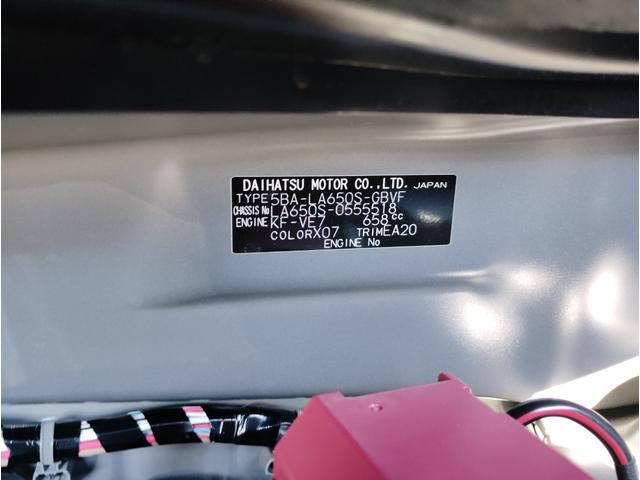 DAIHATSU MOTOR CO.,LTD. JAPAN
TYPE 5BA-LA650S-GBVF
CHASSIS No LA650S-0555518
ENGINE KF-VE7 658cc
COLOR X07 TRIM EA20
ENGINE No